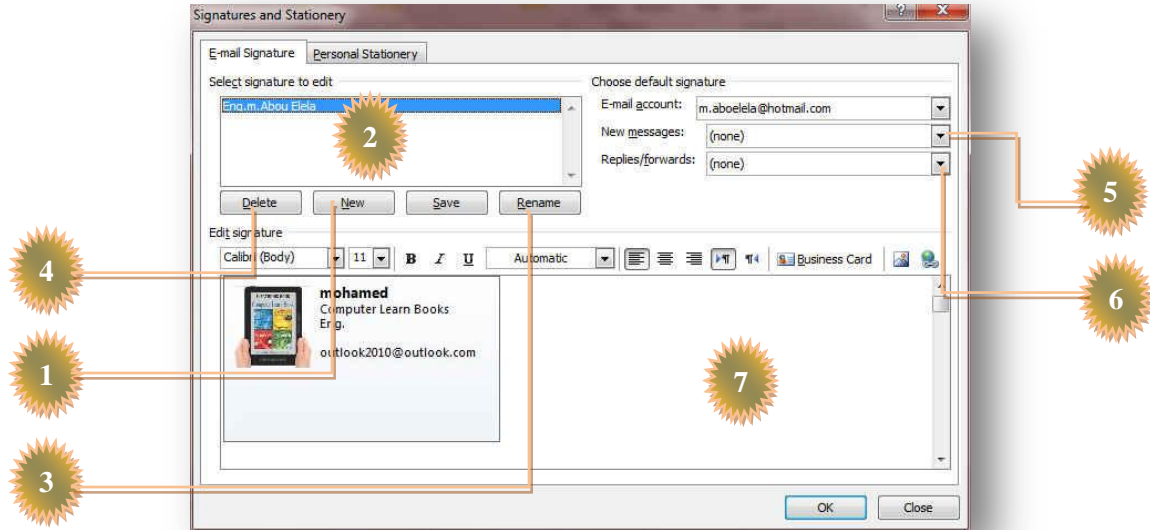 Signatures and Stationery
E-mail Signature Personal Stationery
Select signature to edit
Eng.m.Abou Elela
2
Delete New Save Rename
Choose default signature
E-mail account: m.aboelela@hotmail.com
New messages: (none)
Replies/forwards: (none)
5
6
4
1
3
Edit signature
Calibri (Body) 11 B I U Automatic Business Card
mohamed
Computer Learn Books
Eng.
outlook2010@outlook.com
7
OK Close